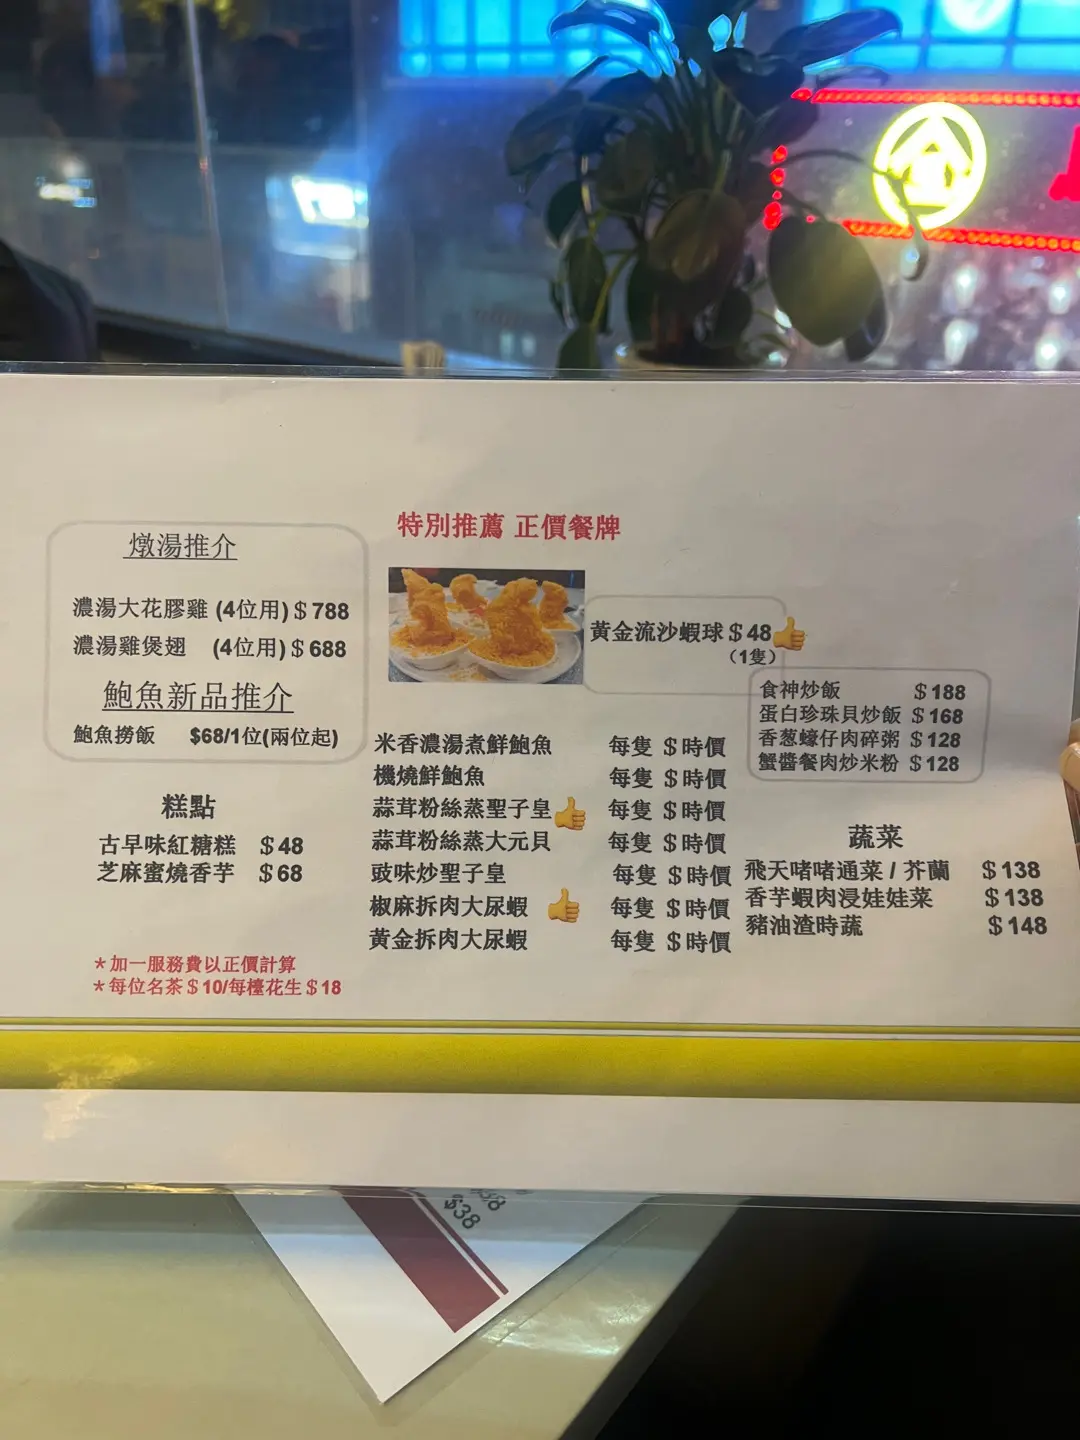 特別推薦 正價餐牌
燉湯推介
濃湯大花膠雞 (4位用) $788
濃湯雞煲翅 (4位用) $688
鮑魚新品推介
鮑魚撈飯 $68/1位(兩位起)
糕點
古早味紅糖糕 $48
芝麻蜜燒香芋 $68
*加一服務費以正價計算
*每位名茶$10/每檯花生$18
黃金流沙蝦球$48
(1隻)
米香濃湯煮鮮鮑魚 每隻 $時價
機燒鮮鮑魚 每隻 $時價
蒜茸粉絲蒸聖子皇 每隻 $時價
蒜茸粉絲蒸大元貝 每隻 $時價
豉味炒聖子皇 每隻 $時價
椒麻拆肉大尿蝦 每隻 $時價
黃金拆肉大尿蝦 每隻 $時價
食神炒飯 $188
蛋白珍珠貝炒飯 $168
香葱蠔仔肉碎粥 $128
蟹醬餐肉炒米粉 $128
蔬菜
飛天啫啫通菜 / 芥蘭 $138
香芋蝦肉浸娃娃菜 $138
豬油渣時蔬 $148
$38